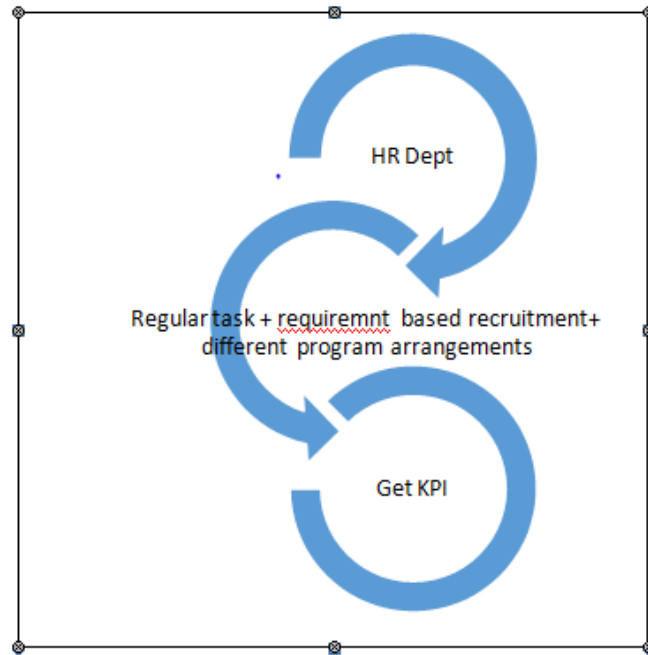 HR Dept
Regular task + requiremnt based recruitment+
different program arrangements
Get KPI